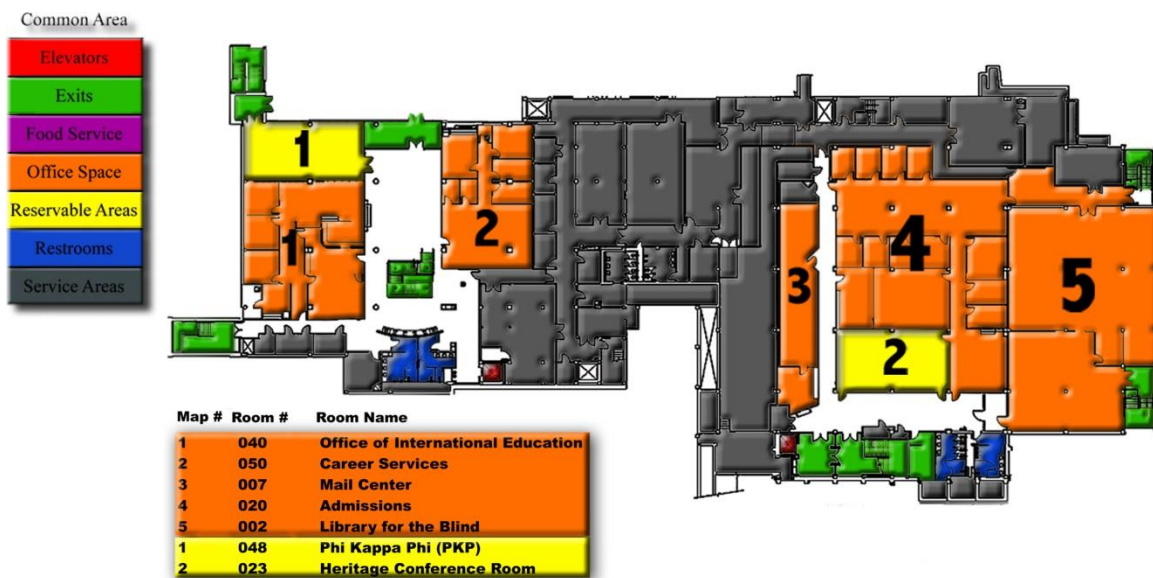 Common Area
Elevators
Exits
Food Service
Office Space
Reservable Areas
Restrooms
Service Areas
1
1
2
3
4
5
2
Map # Room # Room Name
1 040 Office of International Education
2 050 Career Services
3 007 Mail Center
4 020 Admissions
5 002 Library for the Blind
1 048 Phi Kappa Phi (PKP)
2 023 Heritage Conference Room